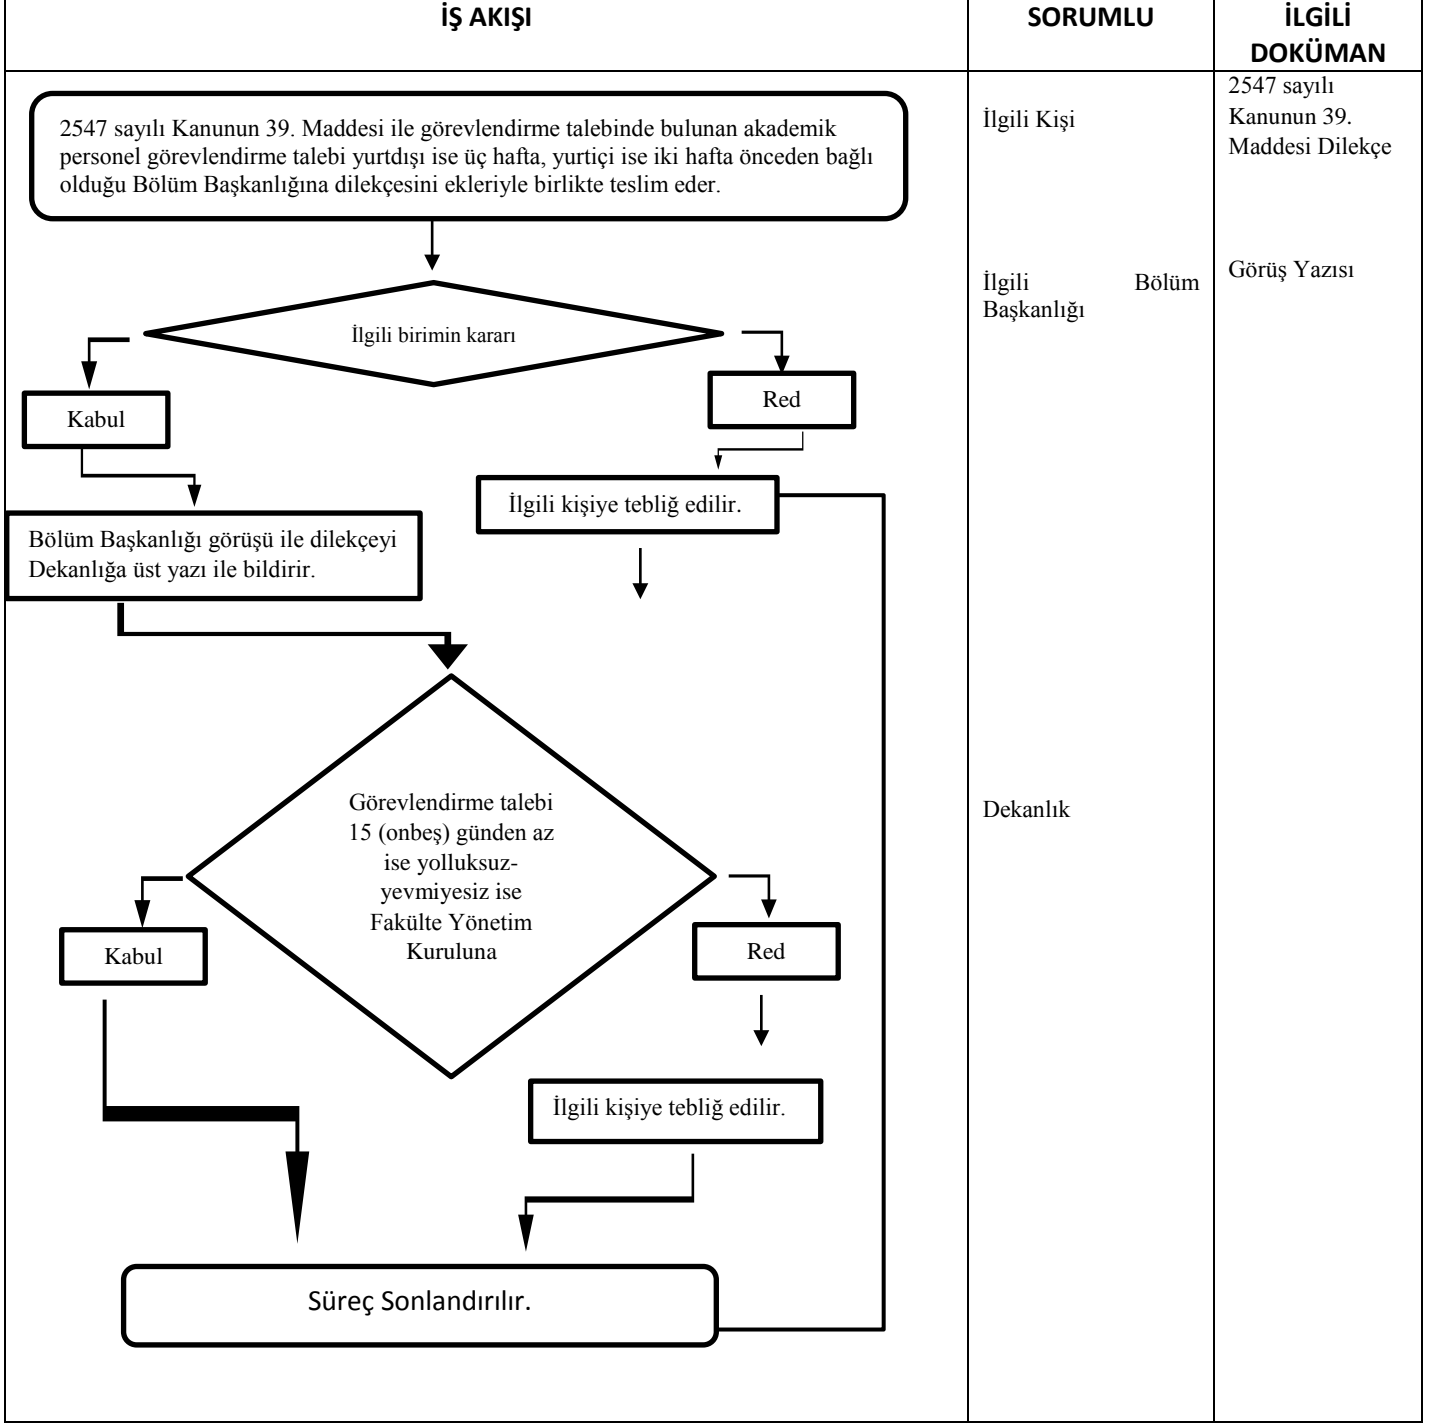 İŞ AKIŞI
SORUMLU
İLGİLİ
DOKÜMAN
2547 sayılı Kanunun 39. Maddesi ile görevlendirme talebinde bulunan akademik
personel görevlendirme talebi yurtdışı ise üç hafta, yurtiçi ise iki hafta önceden bağlı
olduğu Bölüm Başkanlığına dilekçesini ekleriyle birlikte teslim eder.
İlgili Kişi
2547 sayılı
Kanunun 39.
Maddesi Dilekçe
İlgili birimin kararı
İlgili Bölüm
Başkanlığı
Görüş Yazısı
Kabul
Red
İlgili kişiye tebliğ edilir.
Bölüm Başkanlığı görüşü ile dilekçeyi
Dekanlığa üst yazı ile bildirir.
Görevlendirme talebi
15 (onbeş) günden az
ise yolluksuz-
yevmiyesiz ise
Fakülte Yönetim
Kuruluna
Dekanlık
Kabul
Red
İlgili kişiye tebliğ edilir.
Süreç Sonlandırılır.